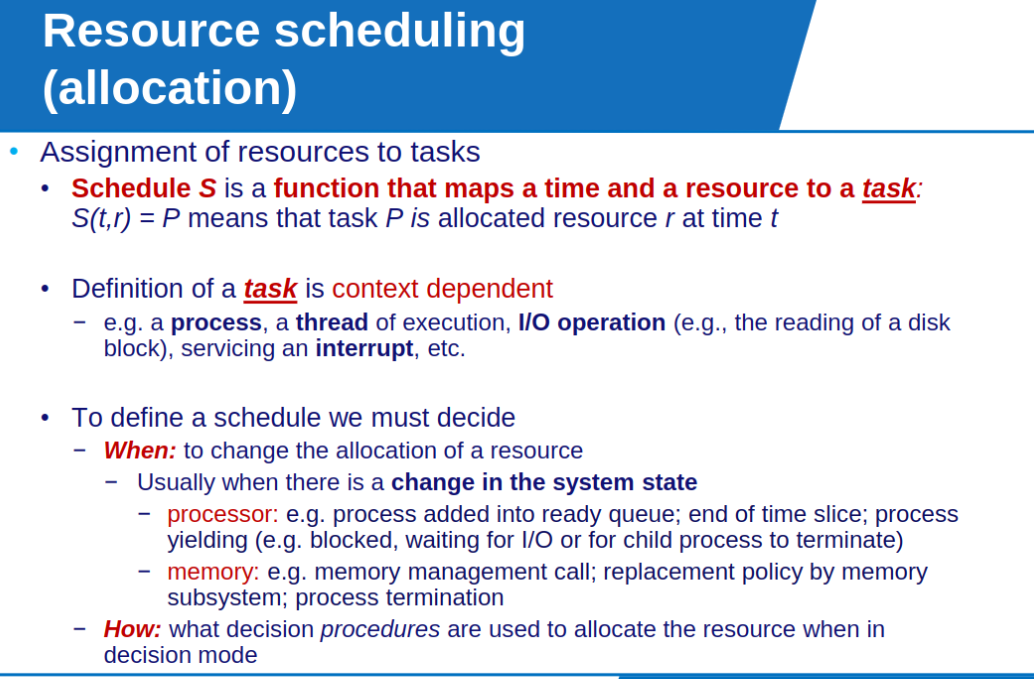 Resource scheduling
(allocation)
• Assignment of resources to tasks
• Schedule S is a function that maps a time and a resource to a task:
S(t,r) = P means that task P is allocated resource r at time t
• Definition of a task is context dependent
– e.g. a process, a thread of execution, I/O operation (e.g., the reading of a disk
block), servicing an interrupt, etc.
• To define a schedule we must decide
– When: to change the allocation of a resource
– Usually when there is a change in the system state
– processor: e.g. process added into ready queue; end of time slice; process
yielding (e.g. blocked, waiting for I/O or for child process to terminate)
– memory: e.g. memory management call; replacement policy by memory
subsystem; process termination
– How: what decision procedures are used to allocate the resource when in
decision mode